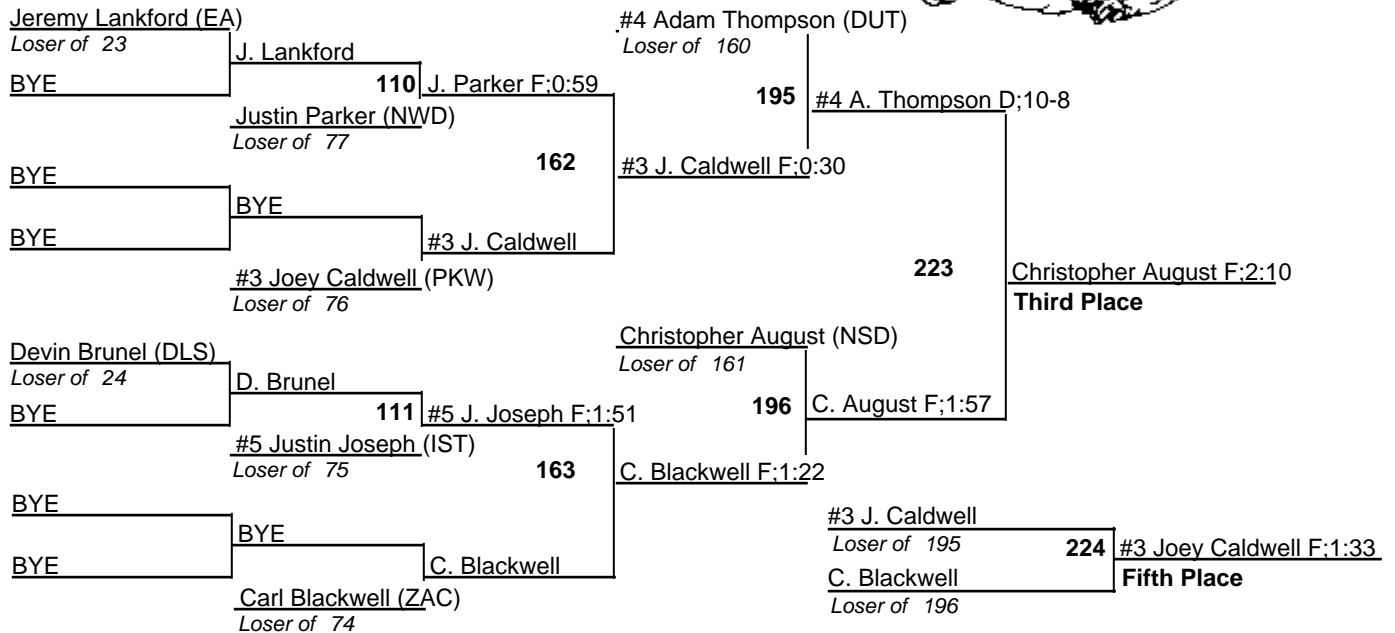 Jeremy Lankford (EA)
Loser of 23
J. Lankford
BYE
110
J. Parker F;0:59
Justin Parker (NWD)
Loser of 77
162
BYE
BYE
BYE
#3 J. Caldwell
#3 Joey Caldwell (PKW)
Loser of 76
#4 Adam Thompson (DUT)
Loser of 160
195
#4 A. Thompson D;10-8
#3 J. Caldwell F;0:30
223
Christopher August F;2:10
Third Place
Devin Brunel (DLS)
Loser of 24
D. Brunel
BYE
111
#5 J. Joseph F;1:51
#5 Justin Joseph (IST)
Loser of 75
163
BYE
BYE
BYE
C. Blackwell
Carl Blackwell (ZAC)
Loser of 74
Christopher August (NSD)
Loser of 161
196
C. August F;1:57
C. Blackwell F;1:22
#3 J. Caldwell
Loser of 195
224
#3 Joey Caldwell F;1:33
C. Blackwell
Fifth Place
Loser of 196